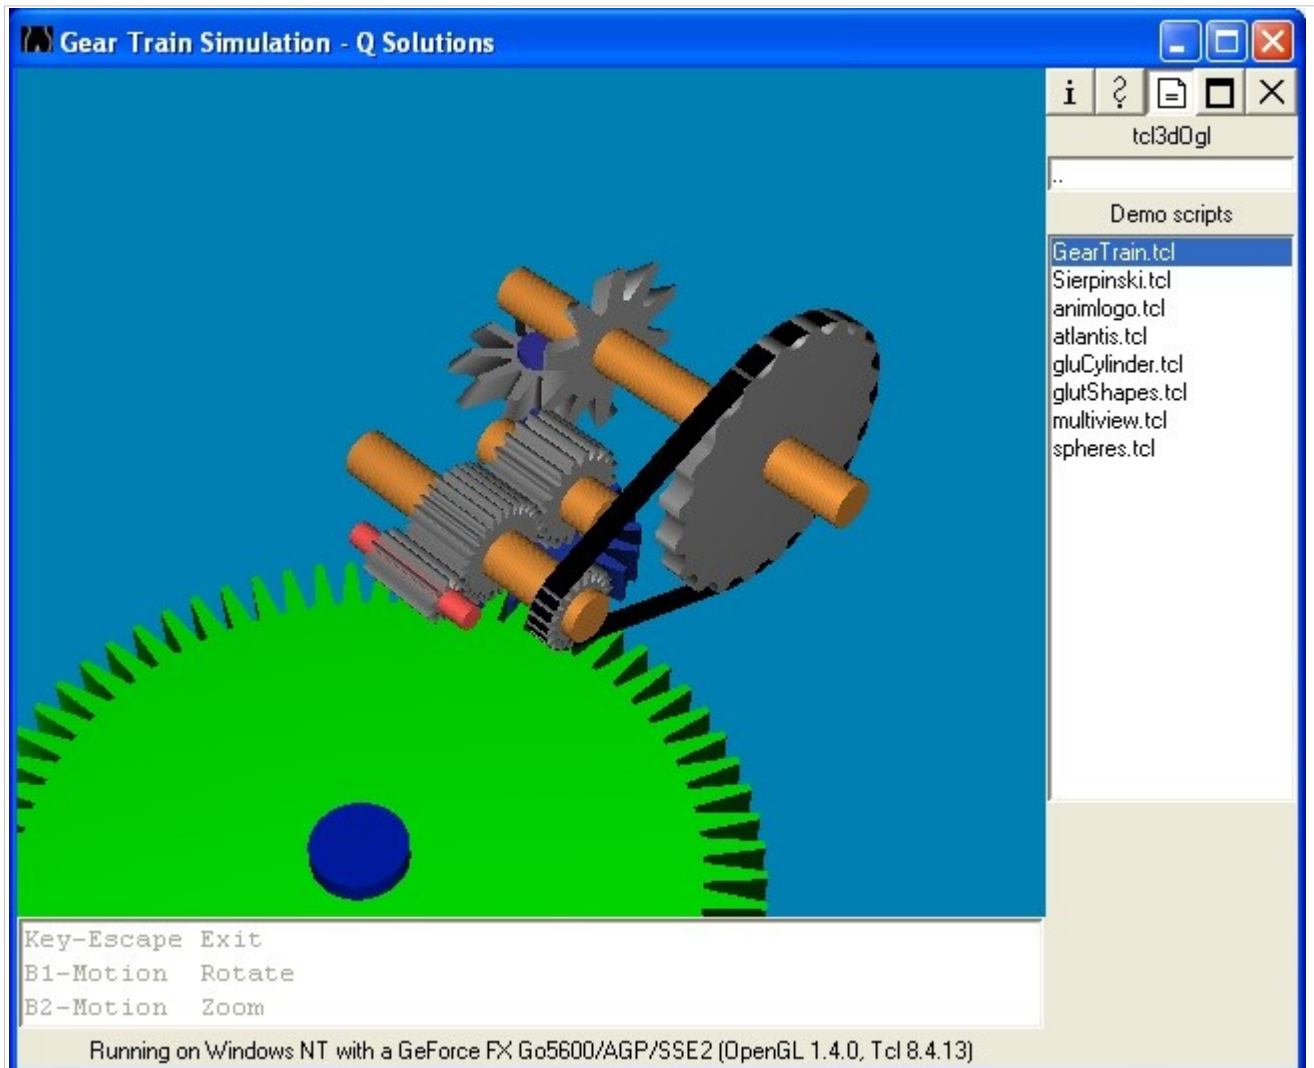 Gear Train Simulation - Q Solutions
tcl3dOgl
..
Demo scripts
GearTrain.tcl
Sierpinski.tcl
animlogo.tcl
atlantis.tcl
gluCylinder.tcl
glutShapes.tcl
multiview.tcl
spheres.tcl
Key-Escape Exit
B1-Motion Rotate
B2-Motion Zoom
Running on Windows NT with a GeForce FX Go5600/AGP/SSE2 (OpenGL 1.4.0, Tcl 8.4.13)